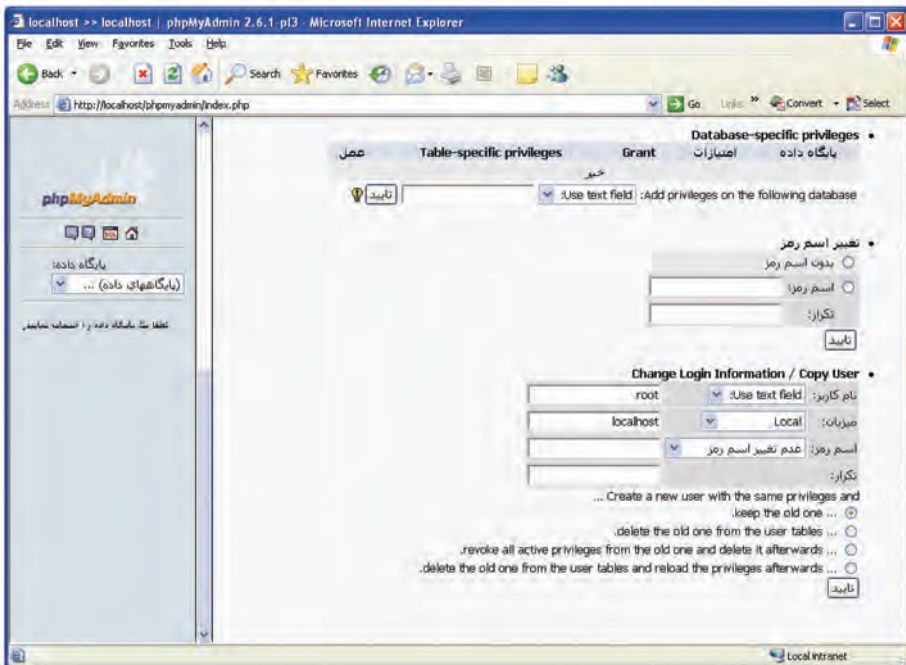 localhost >> localhost | phpMyAdmin 2.6.1-pl3 - Microsoft Internet Explorer
File Edit View Favorites Tools Help
Back Search Favorites
Address http://localhost/phpmyadmin/index.php Go Links » Convert Select
phpMyAdmin
پایگاه داده:
(پایگاههای داده) ...
Database-specific privileges
پایگاه داده امتیازات Grant Table-specific privileges عمل
خیر
:Add privileges on the following database :Use text field تایید
تغییر اسم رمز
بدون اسم رمز
اسم رمز:
تکرار:
تایید
Change Login Information / Copy User
نام کاربر: :Use text field root
میزبان: Local localhost
اسم رمز: عدم تغییر اسم رمز
تکرار:
... Create a new user with the same privileges and
.keep the old one ...
.delete the old one from the user tables ...
.revoke all active privileges from the old one and delete it afterwards ...
.delete the old one from the user tables and reload the privileges afterwards ...
تایید
Local intranet